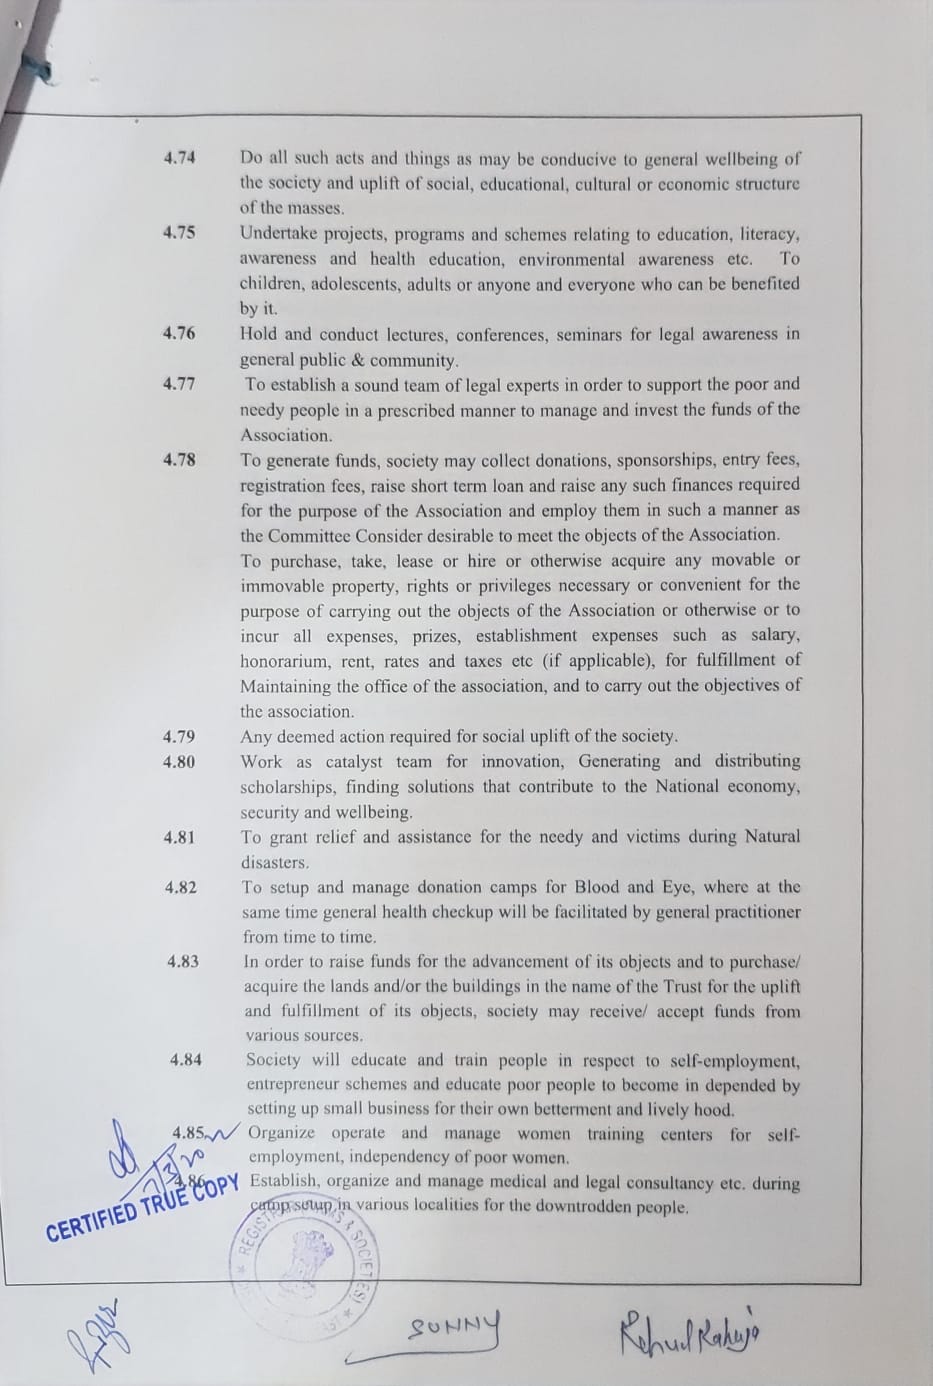 4.74 Do all such acts and things as may be conducive to general wellbeing of
the society and uplift of social, educational, cultural or economic structure
of the masses.
4.75 Undertake projects, programs and schemes relating to education, literacy,
awareness and health education, environmental awareness etc. To
children, adolescents, adults or anyone and everyone who can be benefited
by it.
4.76 Hold and conduct lectures, conferences, seminars for legal awareness in
general public & community.
4.77 To establish a sound team of legal experts in order to support the poor and
needy people in a prescribed manner to manage and invest the funds of the
Association.
4.78 To generate funds, society may collect donations, sponsorships, entry fees,
registration fees, raise short term loan and raise any such finances required
for the purpose of the Association and employ them in such a manner as
the Committee Consider desirable to meet the objects of the Association.
To purchase, take, lease or hire or otherwise acquire any movable or
immovable property, rights or privileges necessary or convenient for the
purpose of carrying out the objects of the Association or otherwise or to
incur all expenses, prizes, establishment expenses such as salary,
honorarium, rent, rates and taxes etc (if applicable), for fulfillment of
Maintaining the office of the association, and to carry out the objectives of
the association.
4.79 Any deemed action required for social uplift of the society.
4.80 Work as catalyst team for innovation, Generating and distributing
scholarships, finding solutions that contribute to the National economy,
security and wellbeing.
4.81 To grant relief and assistance for the needy and victims during Natural
disasters.
4.82 To setup and manage donation camps for Blood and Eye, where at the
same time general health checkup will be facilitated by general practitioner
from time to time.
4.83 In order to raise funds for the advancement of its objects and to purchase/
acquire the lands and/or the buildings in the name of the Trust for the uplift
and fulfillment of its objects, society may receive/ accept funds from
various sources.
4.84 Society will educate and train people in respect to self-employment,
entrepreneur schemes and educate poor people to become in depended by
setting up small business for their own betterment and lively hood.
4.85 Organize operate and manage women training centers for self-
employment, independency of poor women.
4.86 Establish, organize and manage medical and legal consultancy etc. during
camp setup in various localities for the downtrodden people.
7/3/20
CERTIFIED TRUE COPY
SUNNY